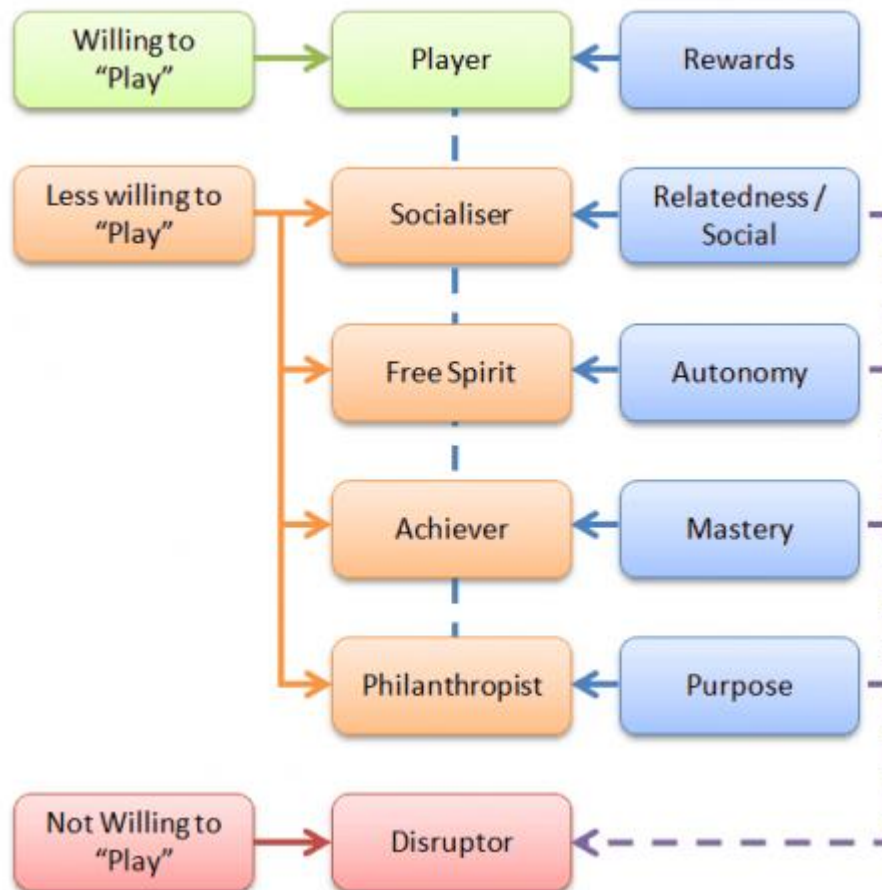 Willing to
“Play”
Player
Rewards
Less willing to
“Play”
Socialiser
Relatedness /
Social
Free Spirit
Autonomy
Achiever
Mastery
Philanthropist
Purpose
Not Willing to
“Play”
Disruptor